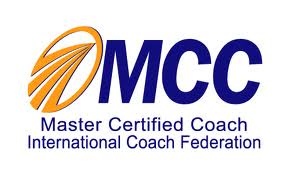 MCC
Master Certified Coach
International Coach Federation